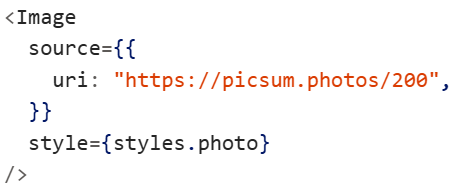 <Image
  source={{
    uri: "https://picsum.photos/200",
  }}
  style={styles.photo}
/>